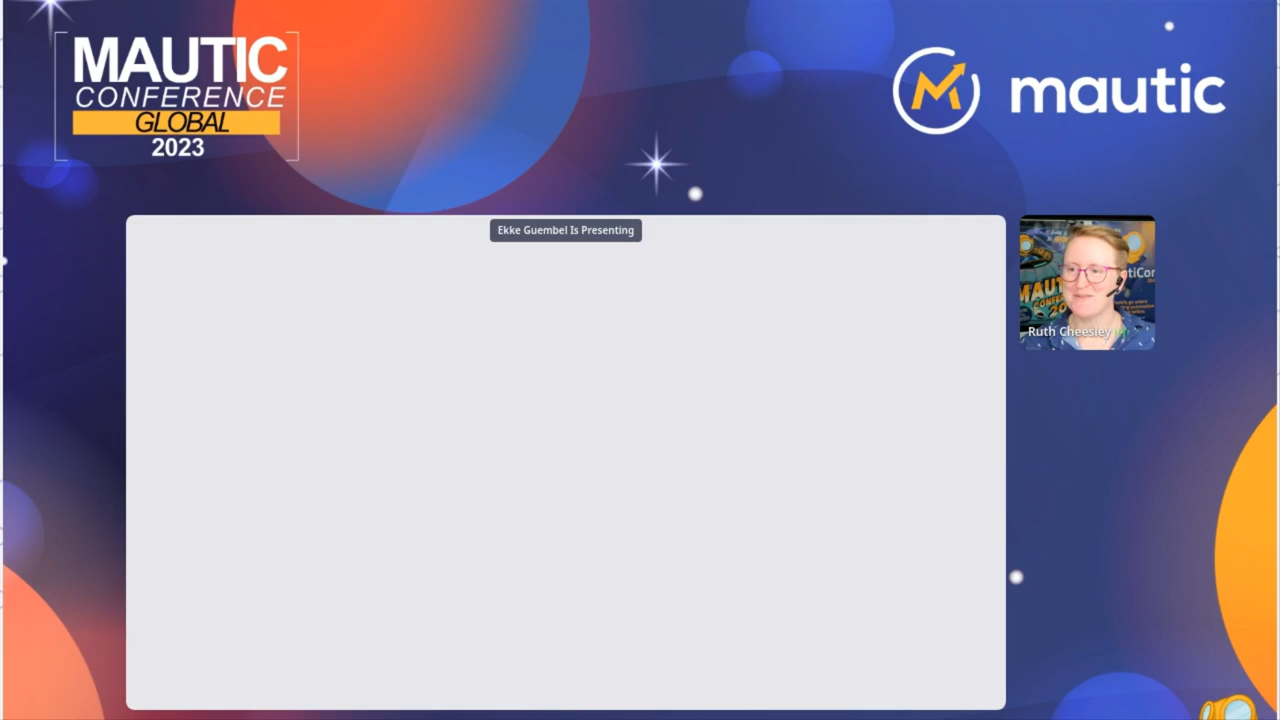 MAUTIC
CONFERENCE
GLOBAL
2023
mautic
Ekke Guembel Is Presenting
Ruth Cheesley